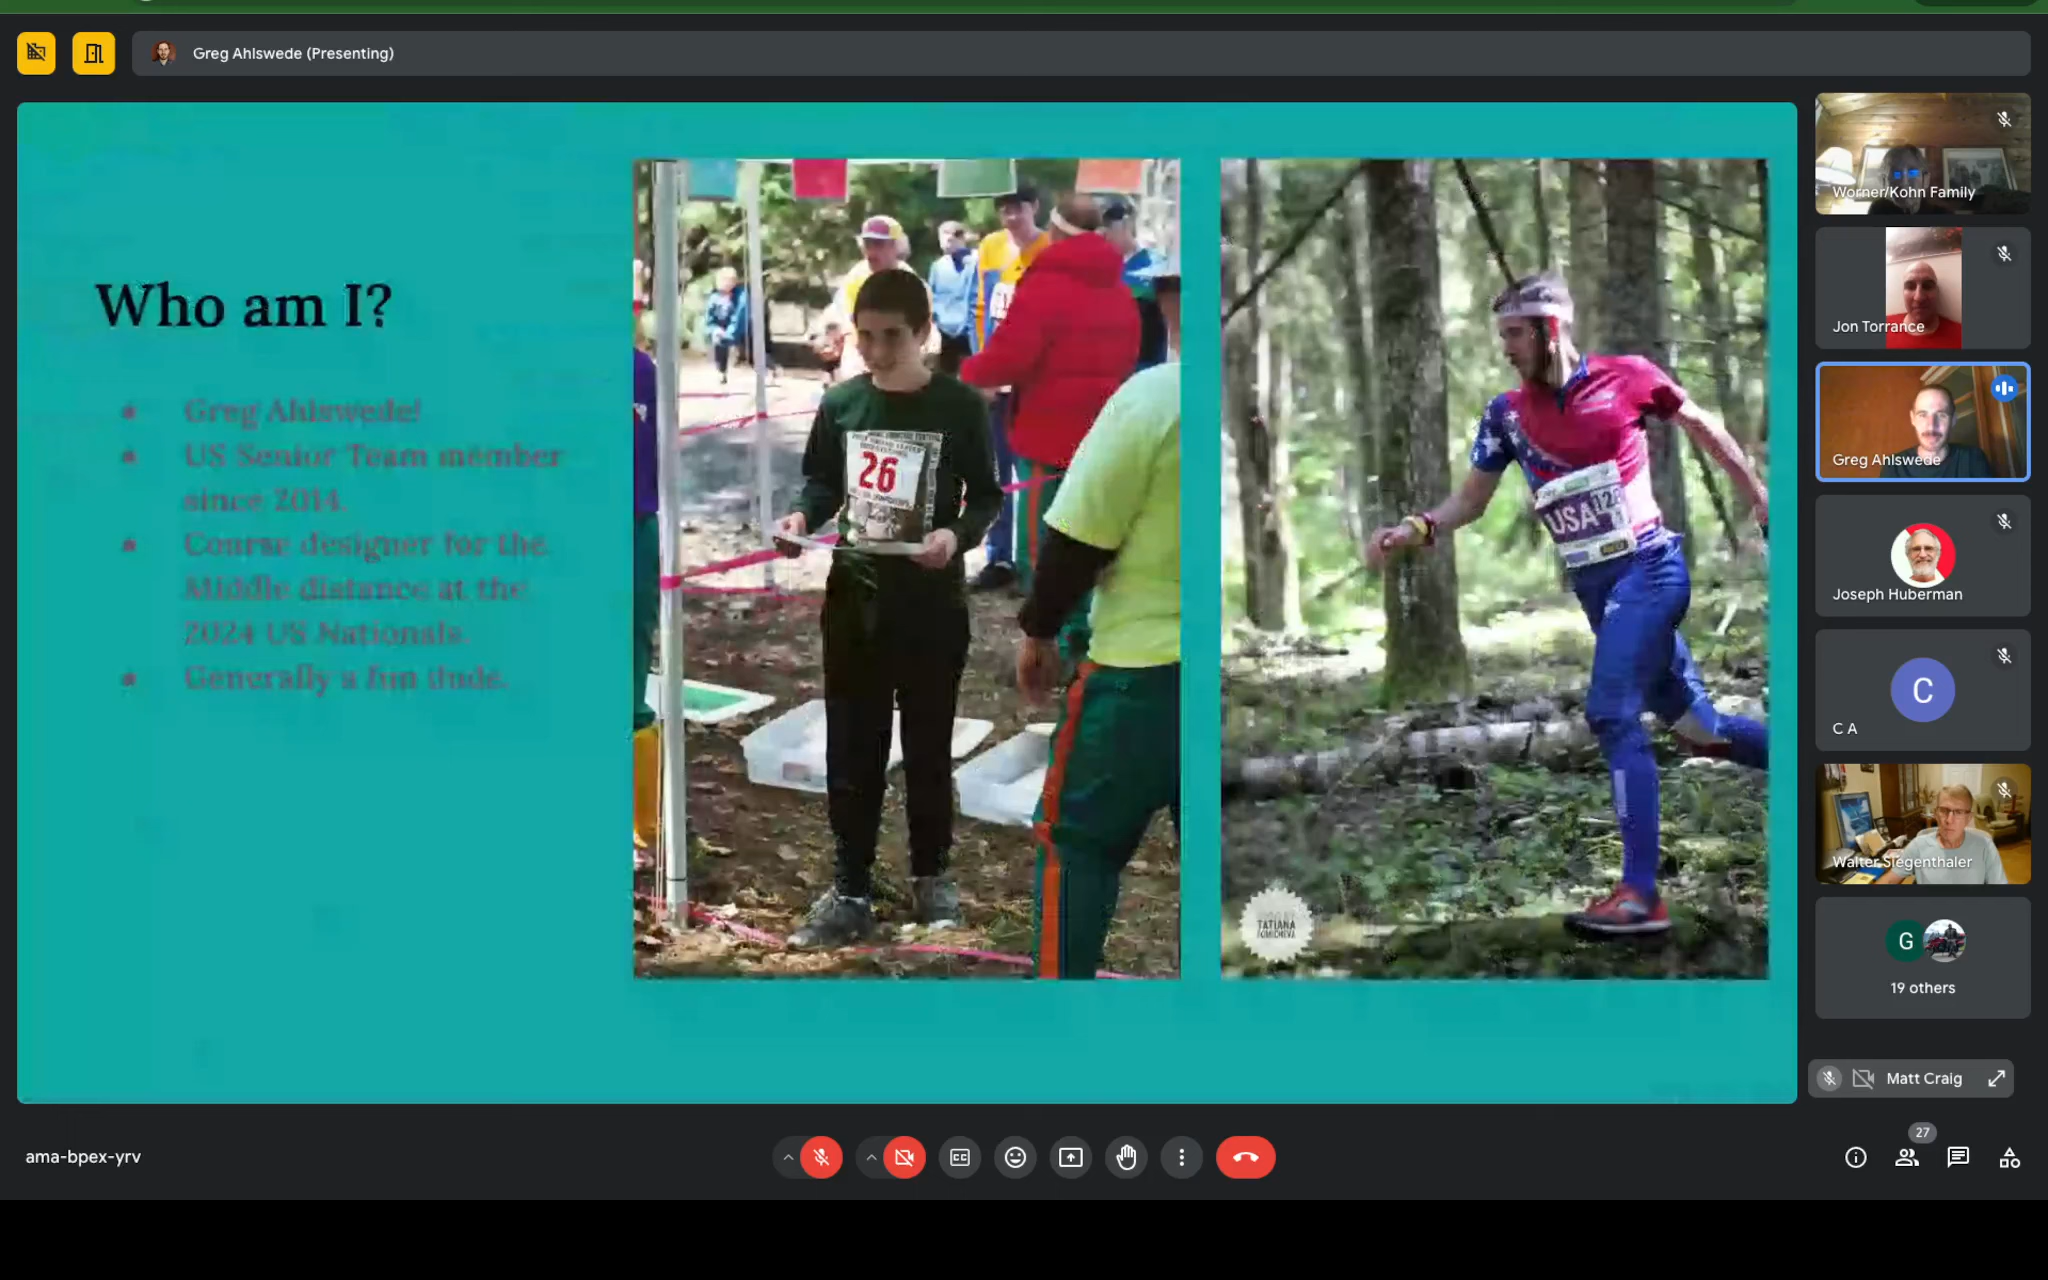 Greg Ahlswede (Presenting)
Who am I?
Greg Ahlswede!
US Senior Team member
since 2014.
Course designer for the
Middle distance at the
2024 US Nationals.
Generally a fun dude.
26
USA
TATIANA
Worner/Kohn Family
Jon Torrance
Greg Ahlswede
Joseph Huberman
C
C A
Walter Siegenthaler
G
19 others
Matt Craig
ama-bpex-yrv
27